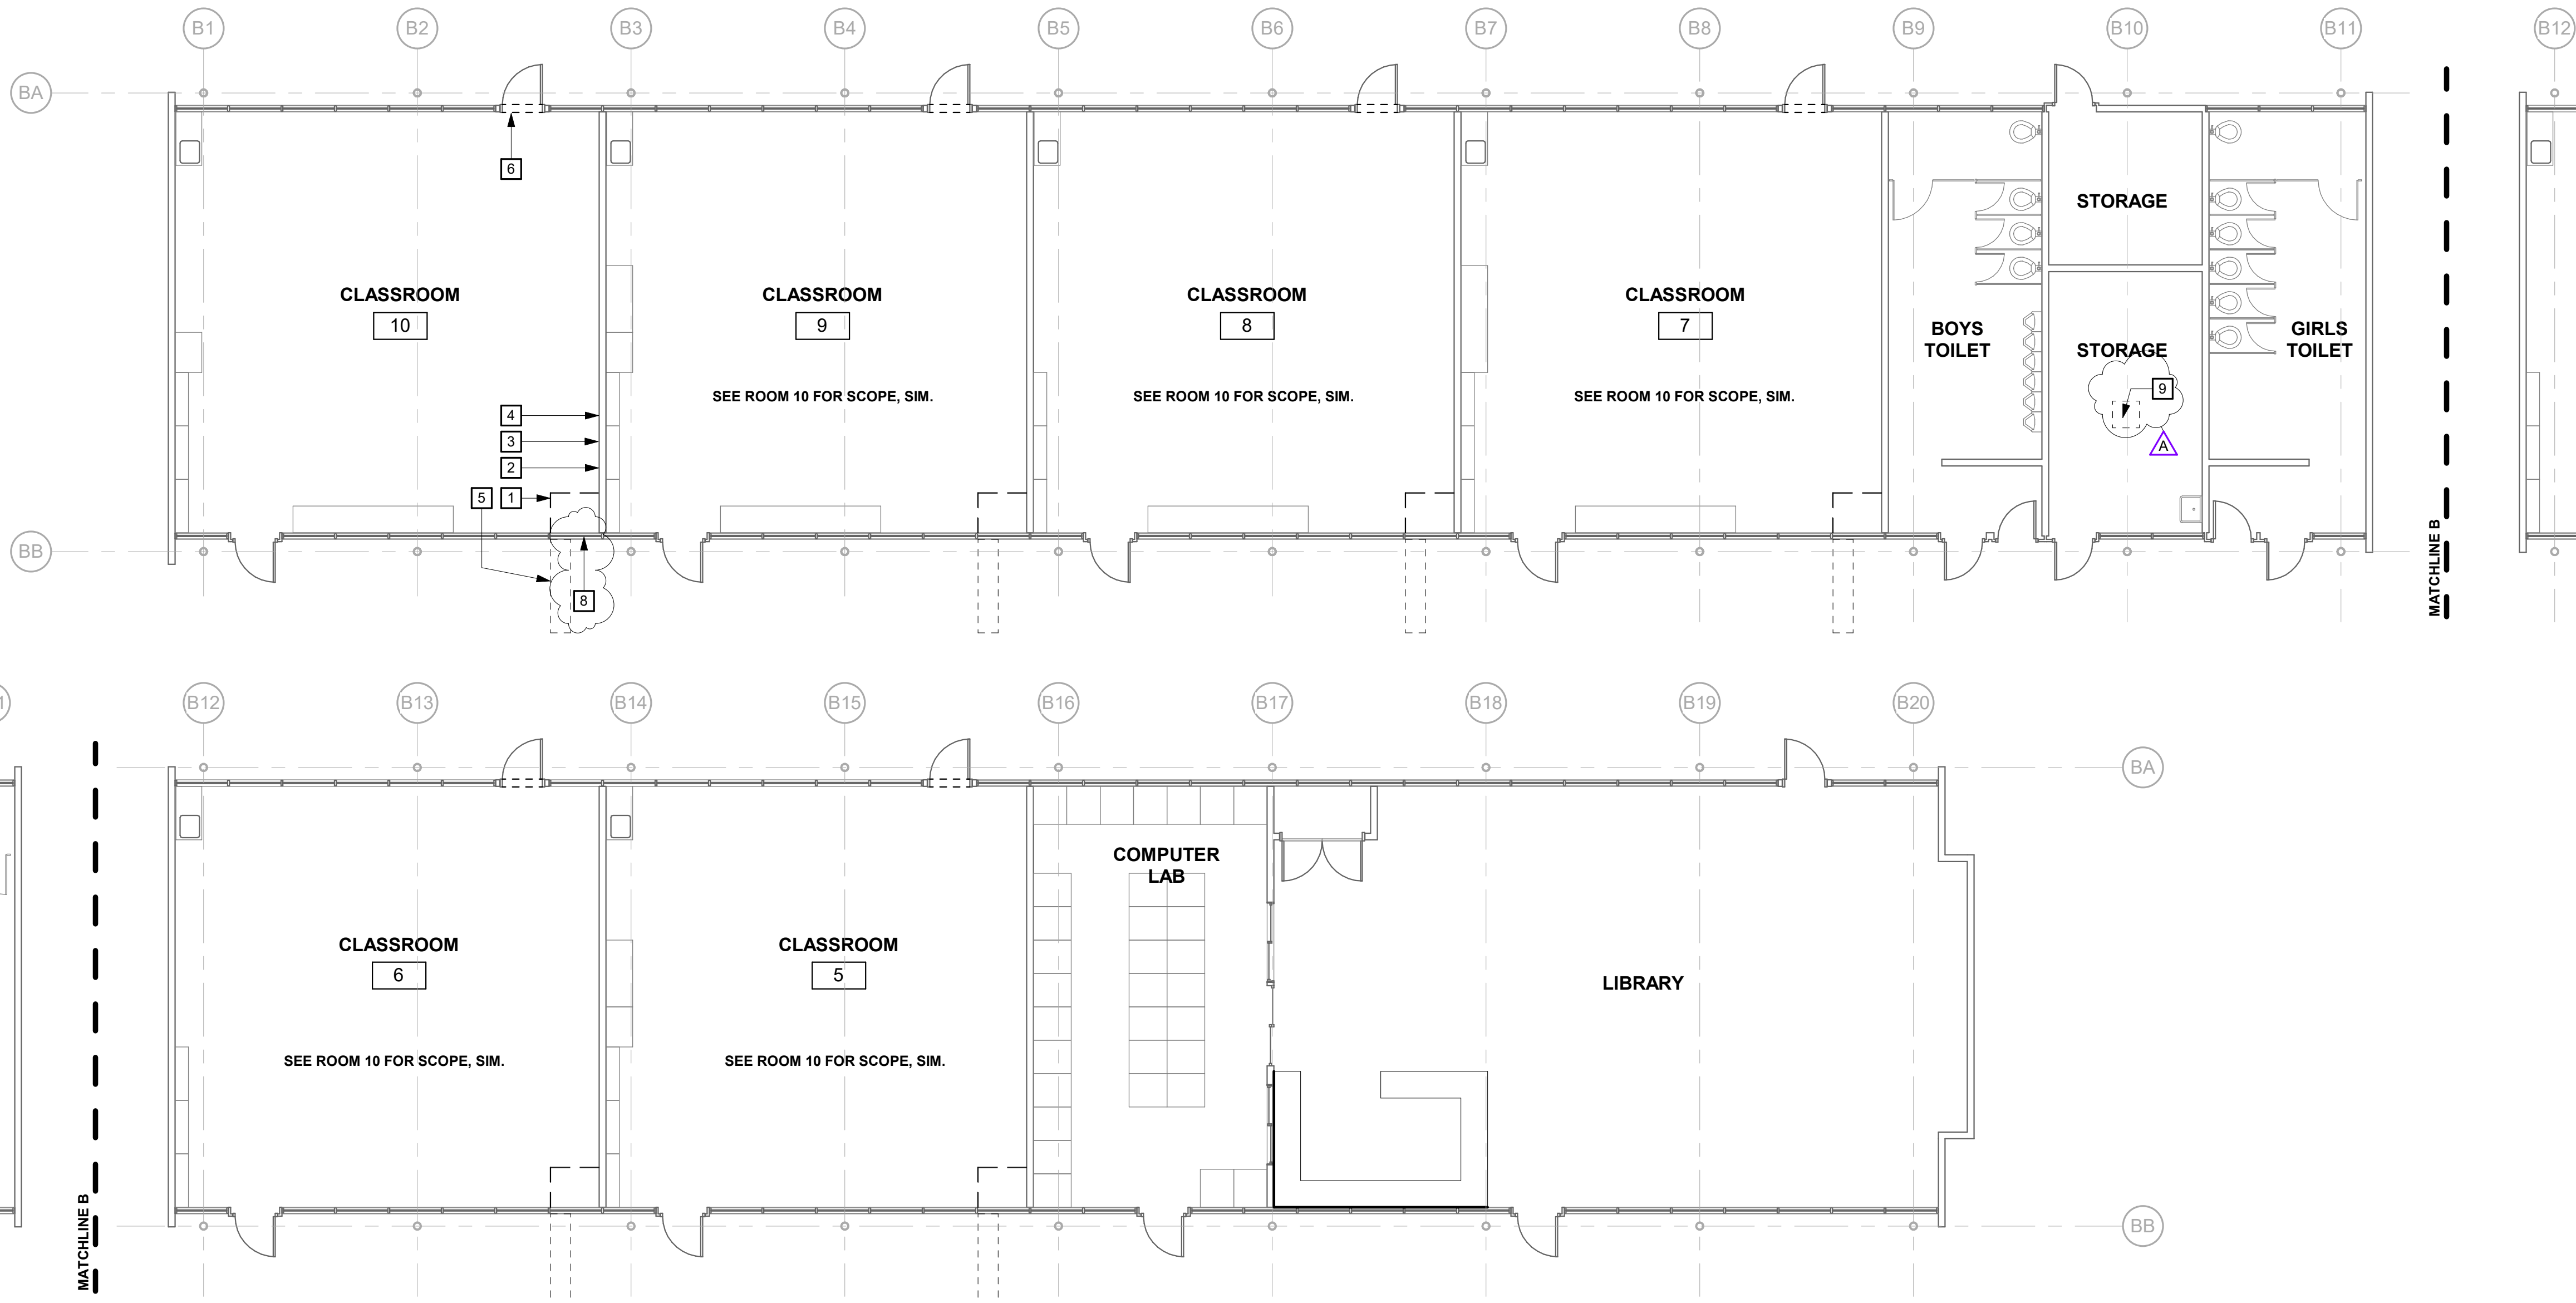 B1 B2 B3 B4 B5 B6 B7 B8 B9 B10 B11 B12
BA
6
STORAGE
CLASSROOM CLASSROOM CLASSROOM CLASSROOM
10 9 8 7
BOYS
TOILET
STORAGE
GIRLS
TOILET
9
A
SEE ROOM 10 FOR SCOPE, SIM. SEE ROOM 10 FOR SCOPE, SIM. SEE ROOM 10 FOR SCOPE, SIM.
4
3
2
5 1
BB
8
MATCHLINE B
B12 B13 B14 B15 B16 B17 B18 B19 B20
BA
COMPUTER
LAB
CLASSROOM CLASSROOM
6 5
LIBRARY
SEE ROOM 10 FOR SCOPE, SIM. SEE ROOM 10 FOR SCOPE, SIM.
MATCHLINE B
BB